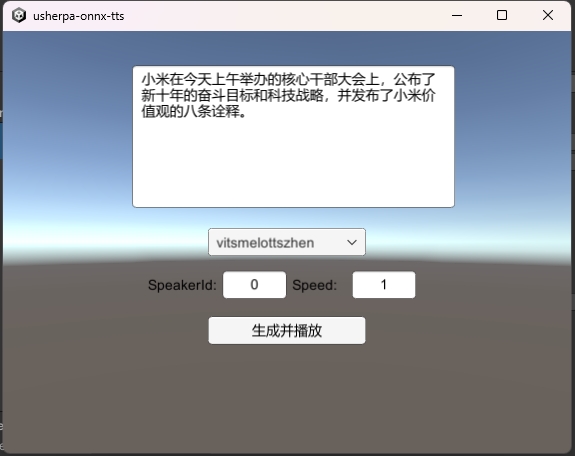 usherpa-onnx-tts
小米在今天上午举办的核心干部大会上，公布了
新十年的奋斗目标和科技战略，并发布了小米价
值观的八条诠释。
vitsmelottszhen
SpeakerId: 0 Speed: 1
生成并播放